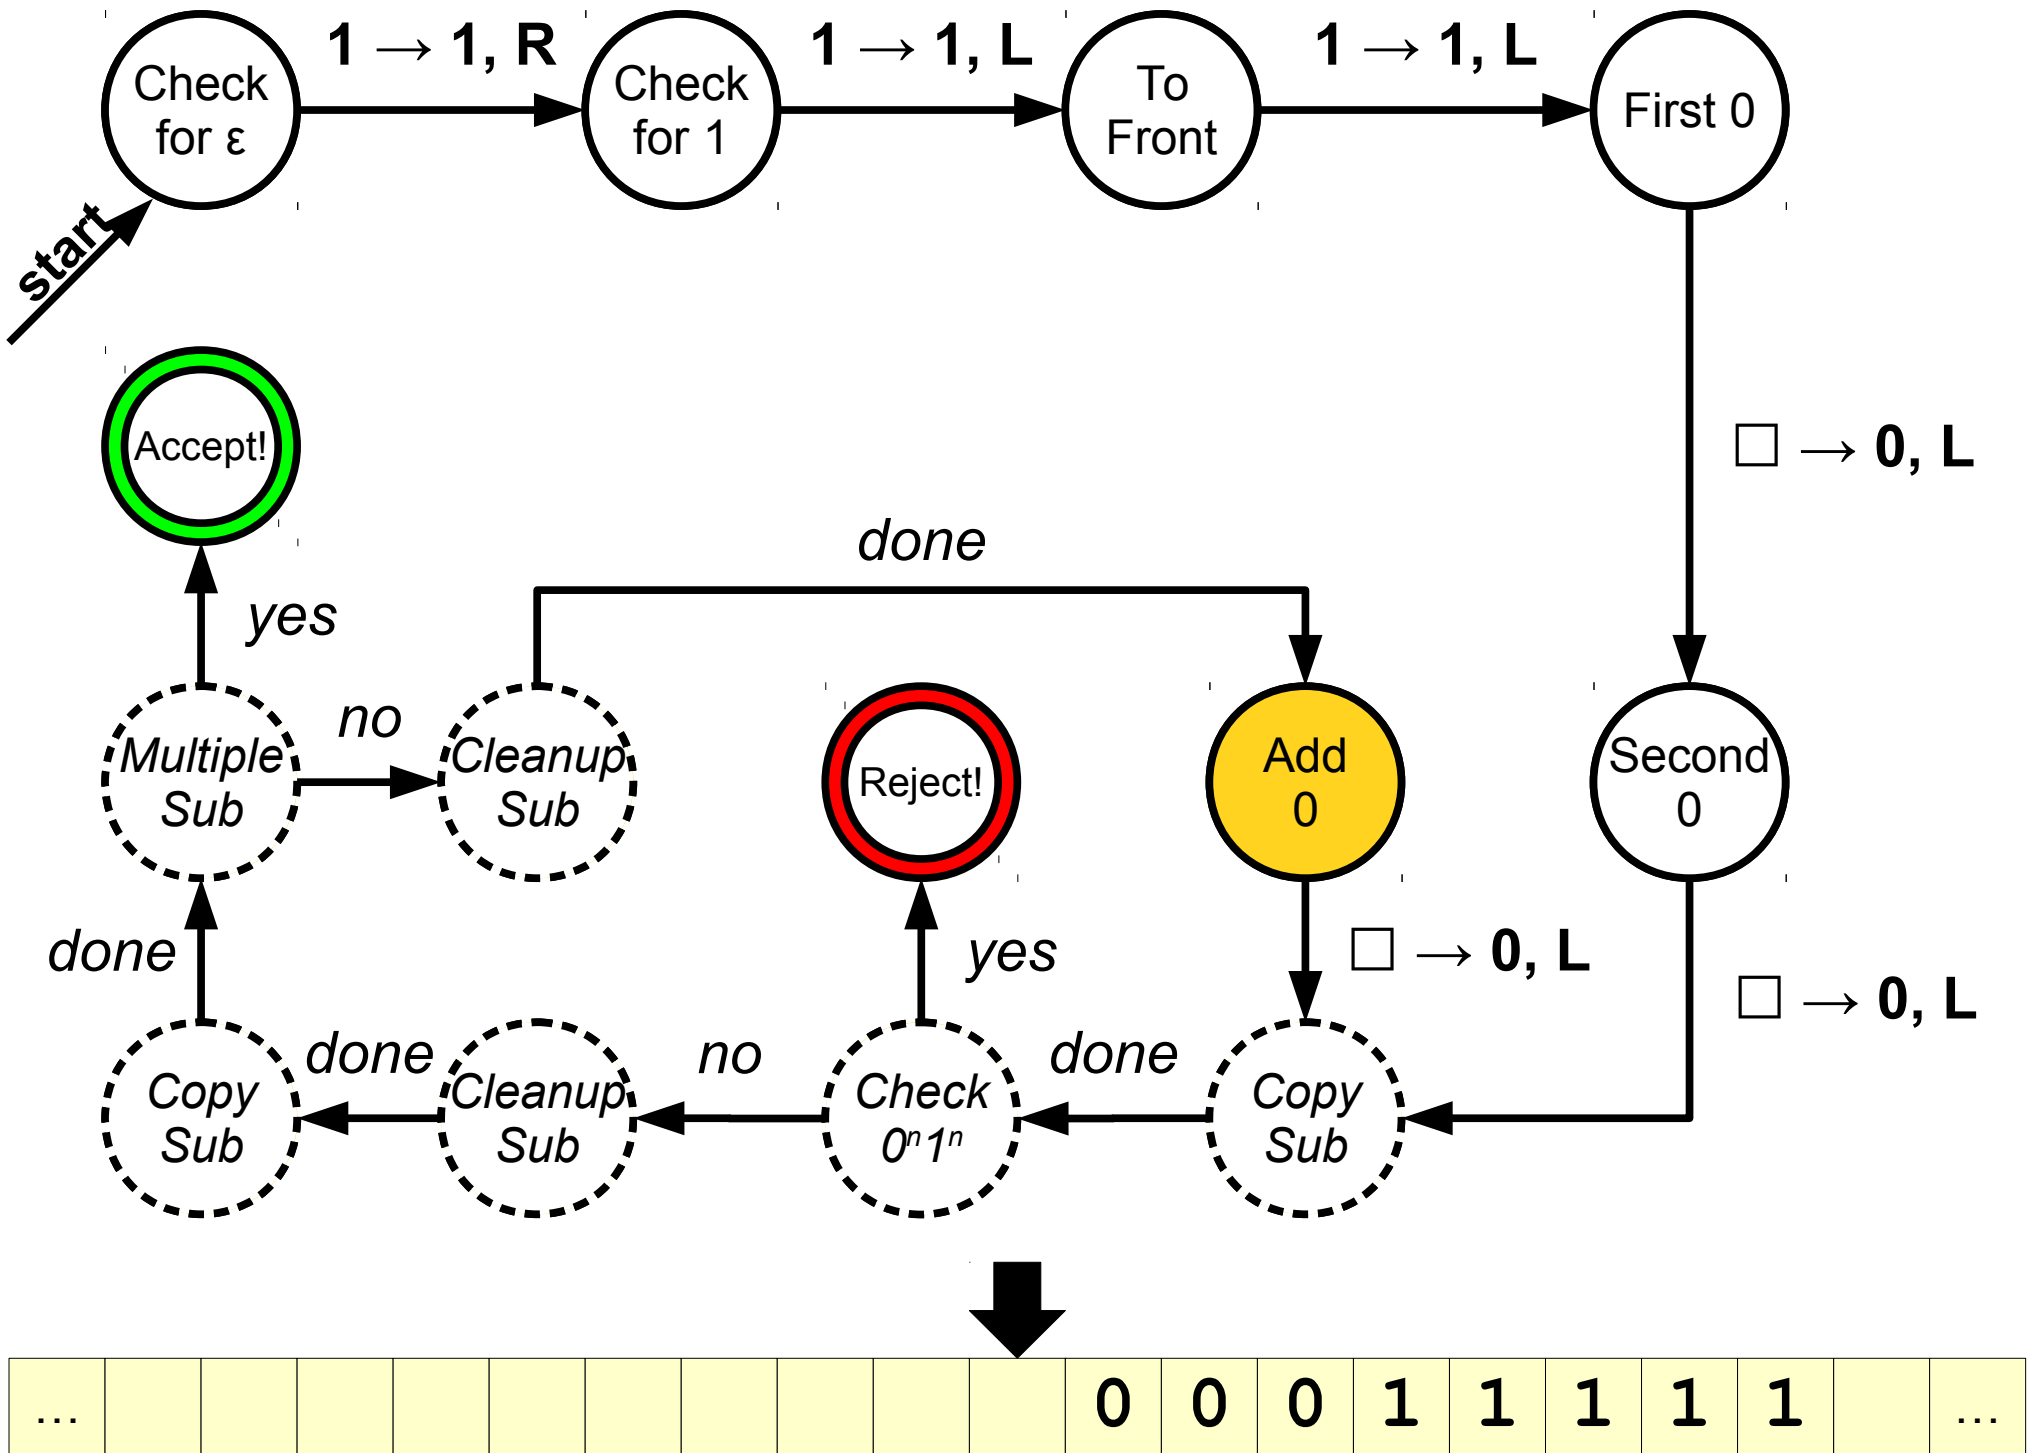 1 → 1, R
1 → 1, L
1 → 1, L
Check
for ε
Check
for 1
To
Front
First 0
start
□ → 0, L
Accept!
done
yes
no
Multiple
Sub
Cleanup
Sub
Reject!
Add
0
Second
0
done
yes
□ → 0, L
□ → 0, L
done
no
done
Copy
Sub
Cleanup
Sub
Check
0ⁿ1ⁿ
Copy
Sub
... 0 0 0 1 1 1 1 1 ...